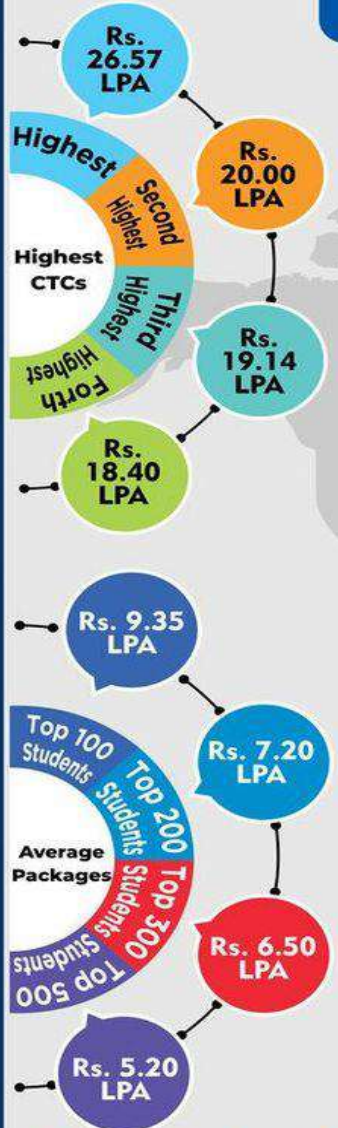 Rs.
26.57
LPA
Highest
Rs.
20.00
LPA
Second
Highest
Highest
CTCs
Third
Highest
Rs.
19.14
LPA
Forth
Highest
Rs.
18.40
LPA
Rs. 9.35
LPA
Top 100
Students
Rs. 7.20
LPA
Top 200
Students
Average
Packages
Top 300
Students
Rs. 6.50
LPA
Top 500
Students
Rs. 5.20
LPA